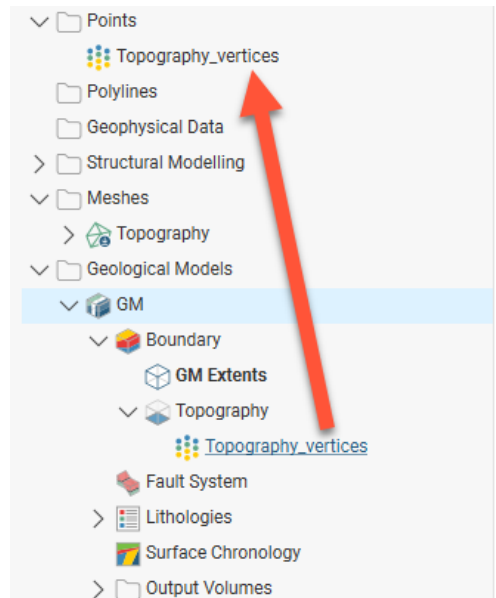 Points
Topography_vertices
Polylines
Geophysical Data
Structural Modelling
Meshes
Topography
Geological Models
GM
Boundary
GM Extents
Topography
Topography_vertices
Fault System
Lithologies
Surface Chronology
Output Volumes